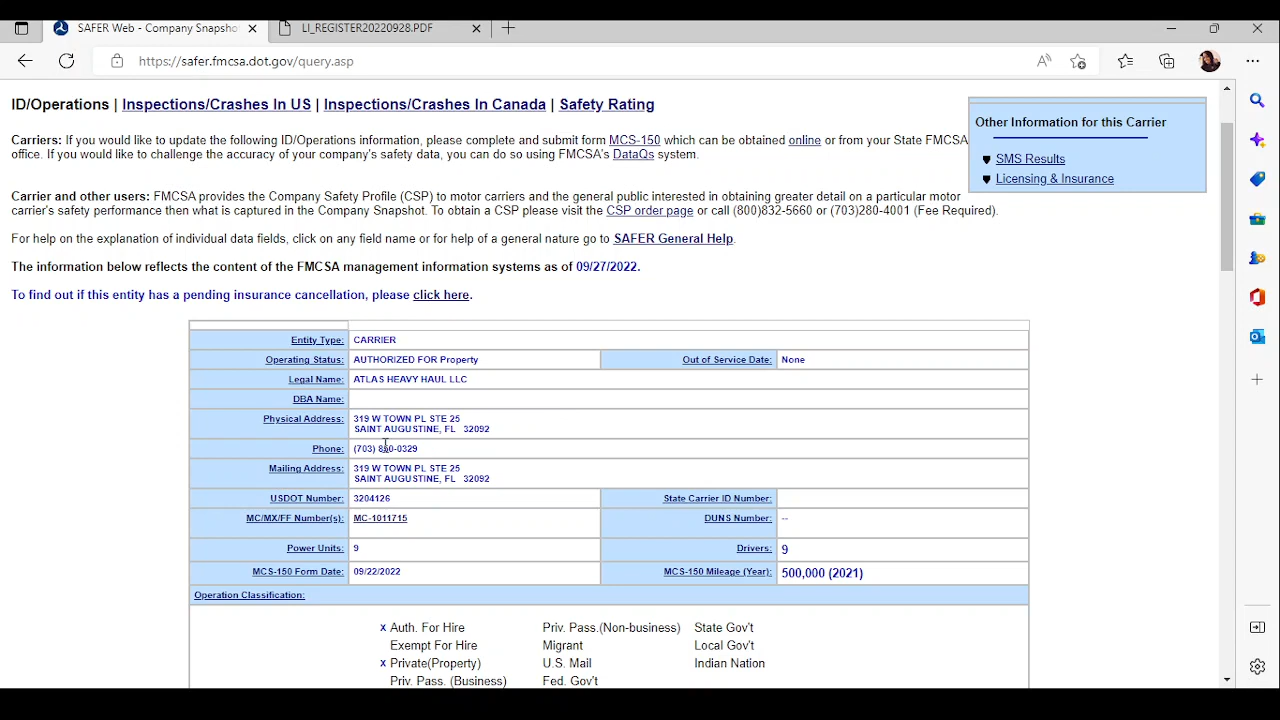 SAFER Web - Company Snapsho
LI_REGISTER20220928.PDF
https://safer.fmcsa.dot.gov/query.asp
ID/Operations | Inspections/Crashes In US | Inspections/Crashes In Canada | Safety Rating
Other Information for this Carrier
SMS Results
Licensing & Insurance
Carriers: If you would like to update the following ID/Operations information, please complete and submit form MCS-150 which can be obtained online or from your State FMCSA
office. If you would like to challenge the accuracy of your company's safety data, you can do so using FMCSA's DataQs system.
Carrier and other users: FMCSA provides the Company Safety Profile (CSP) to motor carriers and the general public interested in obtaining greater detail on a particular motor
carrier's safety performance then what is captured in the Company Snapshot. To obtain a CSP please visit the CSP order page or call (800)832-5660 or (703)280-4001 (Fee Required).
For help on the explanation of individual data fields, click on any field name or for help of a general nature go to SAFER General Help.
The information below reflects the content of the FMCSA management information systems as of 09/27/2022.
To find out if this entity has a pending insurance cancellation, please click here.
Entity Type: CARRIER
Operating Status: AUTHORIZED FOR Property Out of Service Date: None
Legal Name: ATLAS HEAVY HAUL LLC
DBA Name:
Physical Address: 319 W TOWN PL STE 25
SAINT AUGUSTINE, FL 32092
Phone: (703) -0329
Mailing Address: 319 W TOWN PL STE 25
SAINT AUGUSTINE, FL 32092
USDOT Number: 3204126 State Carrier ID Number:
MC/MX/FF Number(s): MC-1011715 DUNS Number: --
Power Units: 9 Drivers: 9
MCS-150 Form Date: 09/22/2022 MCS-150 Mileage (Year): 500,000 (2021)
Operation Classification:
x Auth. For Hire Priv. Pass.(Non-business) State Gov't
Exempt For Hire Migrant Local Gov't
x Private(Property) U.S. Mail Indian Nation
Priv. Pass. (Business) Fed. Gov't